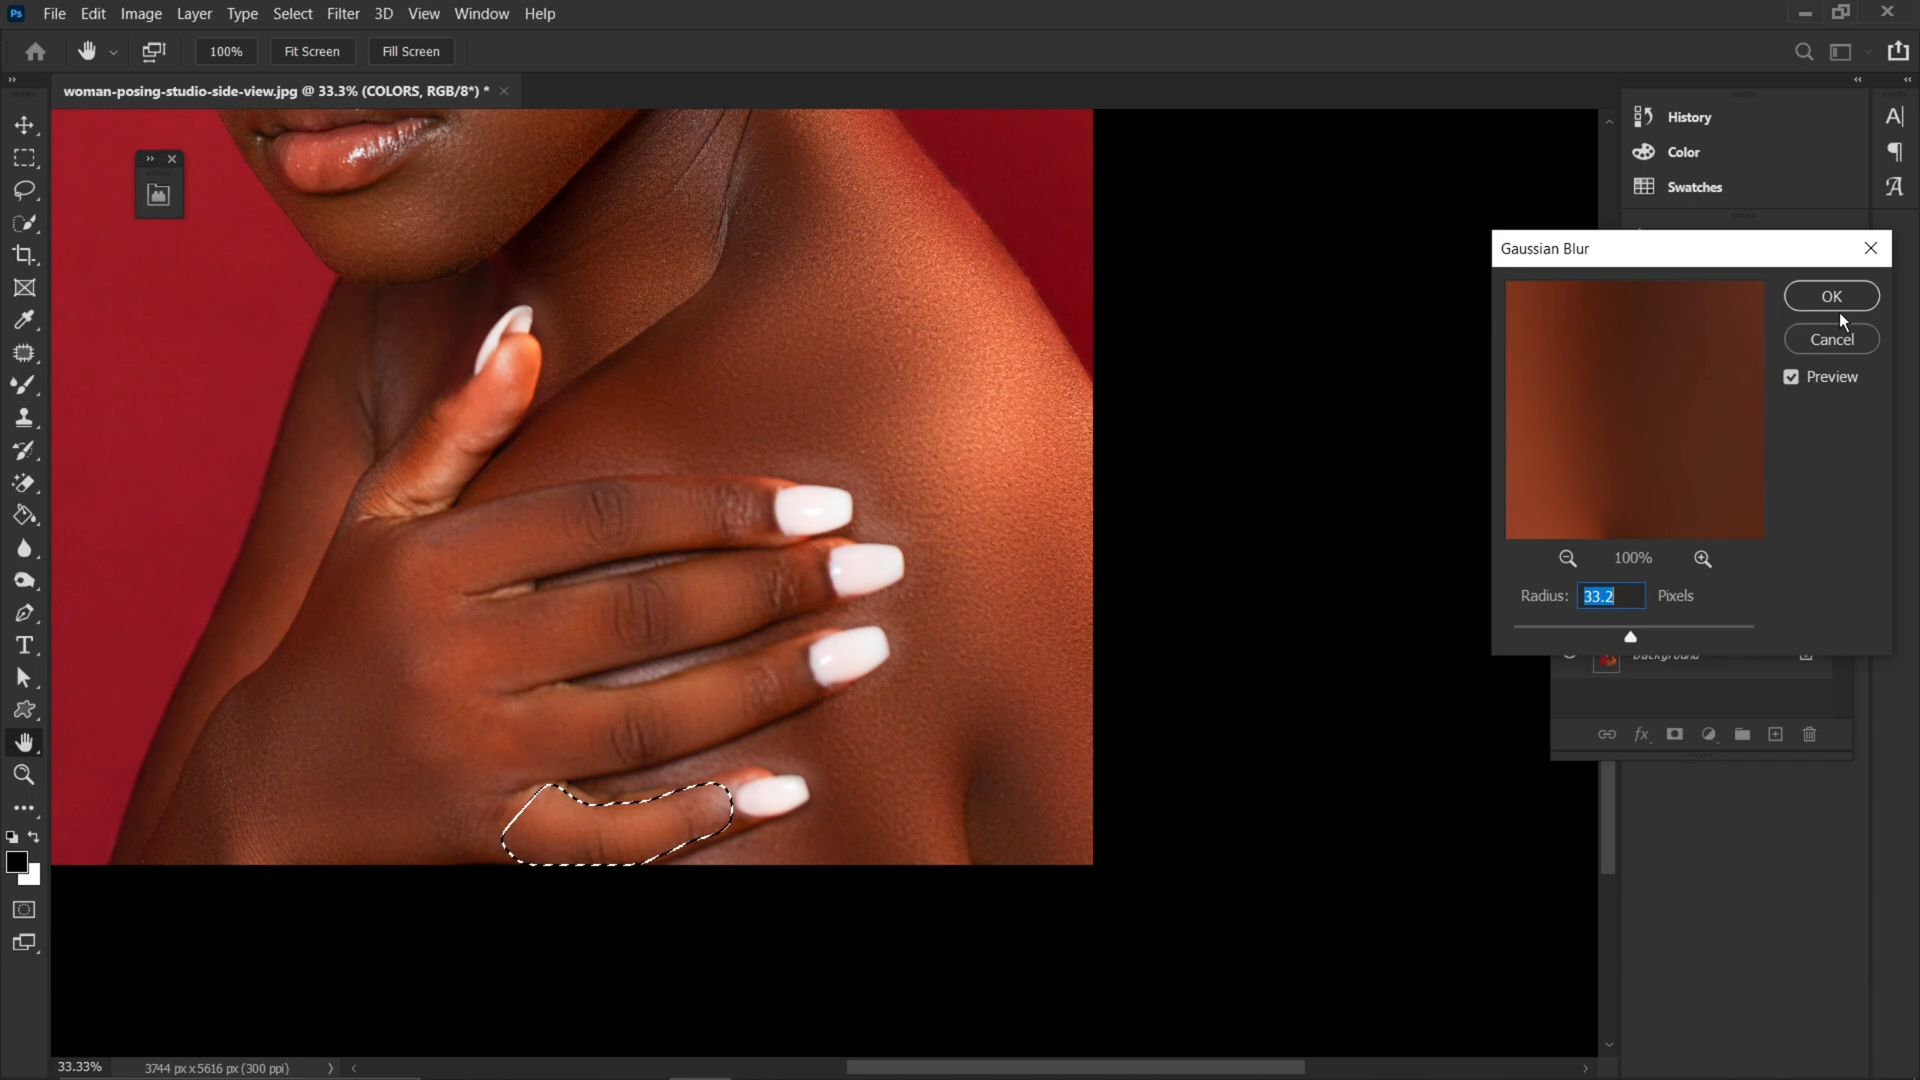 Ps File Edit Image Layer Type Select Filter 3D View Window Help
100% Fit Screen Fill Screen
woman-posing-studio-side-view.jpg @ 33.3% (COLORS, RGB/8*) *
History
Color
Swatches
Gaussian Blur
OK
Cancel
Preview
100%
Radius: 33.2 Pixels
Background
fx
33.33% 3744 px x 5616 px (300 ppi)